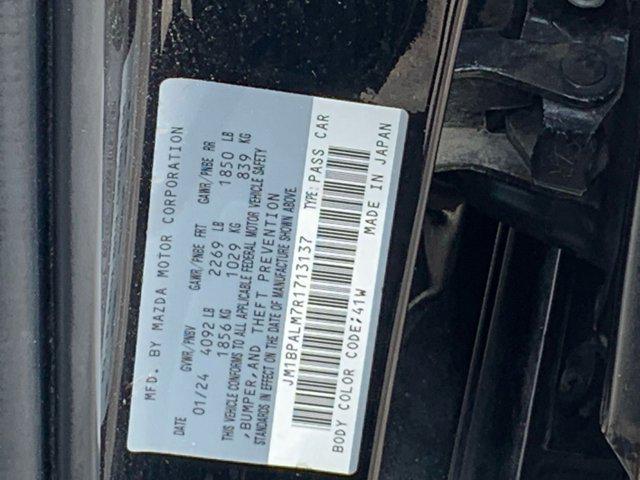 MFD. BY MAZDA MOTOR CORPORATION
DATE GVWR/PNBV GAWR/PNBE FRT GAWR/PNBE RR
01/24 4092 LB 2269 LB 1850 LB
1856KG 1029 KG 839 KG
THIS VEHICLE CONFORMS TO ALL APPLICABLE FEDERAL MOTOR VEHICLE SAFETY
,BUMPER,AND THEFT PREVENTION
STANDARDS IN EFFECT ON THE DATE OF MANUFACTURE SHOWN ABOVE
JM1BPALM7R1713137 TYPE: PASS CAR
BODY COLOR CODE;41W MADE IN JAPAN